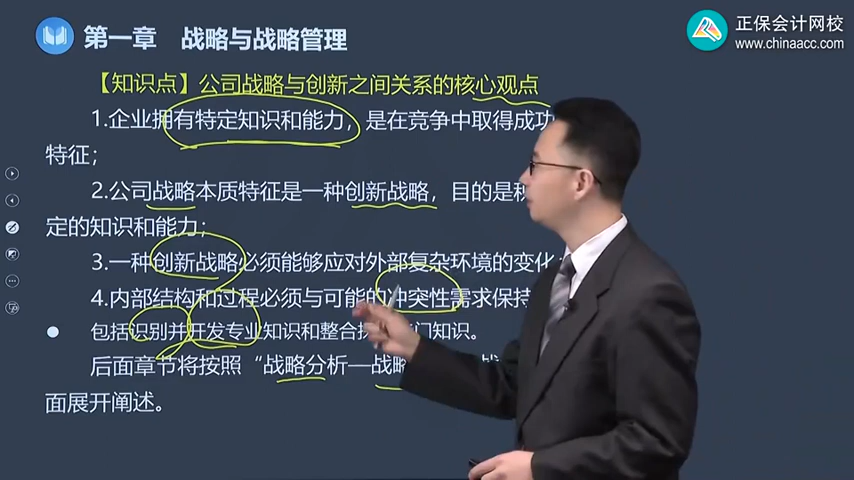 正保会计网校
www.chinaacc.com
第一章 战略与战略管理
【知识点】公司战略与创新之间关系的核心观点
1.企业拥有特定知识和能力，是在竞争中取得成功
特征；
2.公司战略本质特征是一种创新战略，目的是
定的知识和能力；
3.一种创新战略必须能够应对外部复杂环境的变化
4.内部结构和过程必须与可能的冲突性需求保持
包括识别并开发专业知识和整合 门知识。
后面章节将按照“战略分析—战略
面展开阐述。